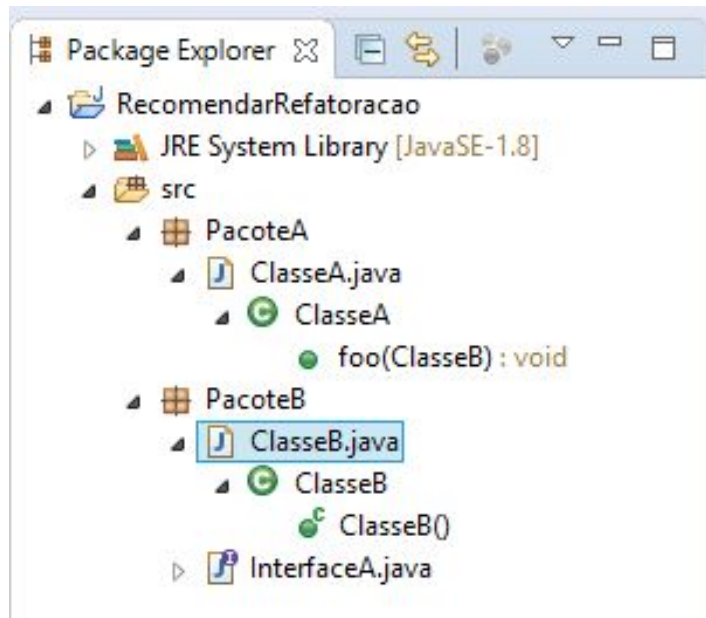 Package Explorer
RecomendarRefatoracao
JRE System Library [JavaSE-1.8]
src
PacoteA
ClasseA.java
ClasseA
foo(ClasseB) : void
PacoteB
ClasseB.java
ClasseB
ClasseB()
InterfaceA.java